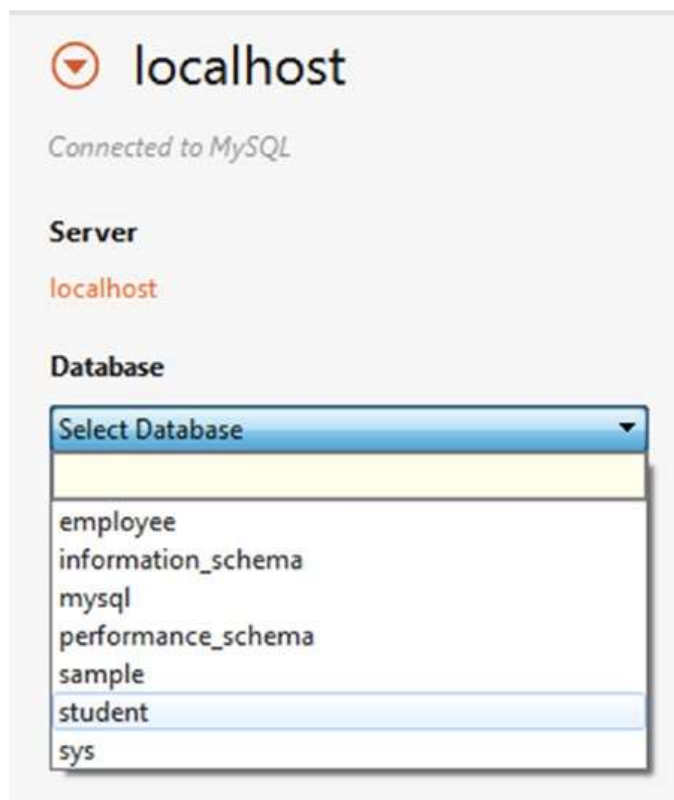 localhost
Connected to MySQL
Server
localhost
Database
Select Database
employee
information_schema
mysql
performance_schema
sample
student
sys